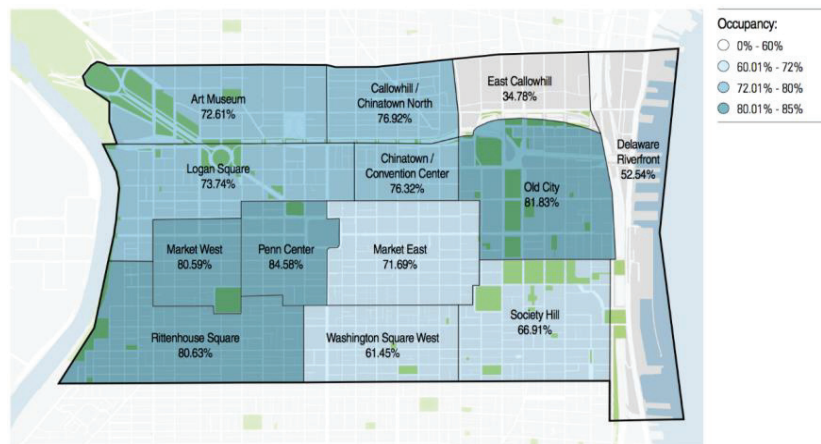 Occupancy:
0% - 60%
60.01% - 72%
72.01% - 80%
80.01% - 85%
Art Museum
72.61%
Callowhill /
Chinatown North
76.92%
East Callowhill
34.78%
Delaware
Riverfront
52.54%
Logan Square
73.74%
Chinatown /
Convention Center
76.32%
Old City
81.83%
Market West
80.59%
Penn Center
84.58%
Market East
71.69%
Society Hill
66.91%
Rittenhouse Square
80.63%
Washington Square West
61.45%